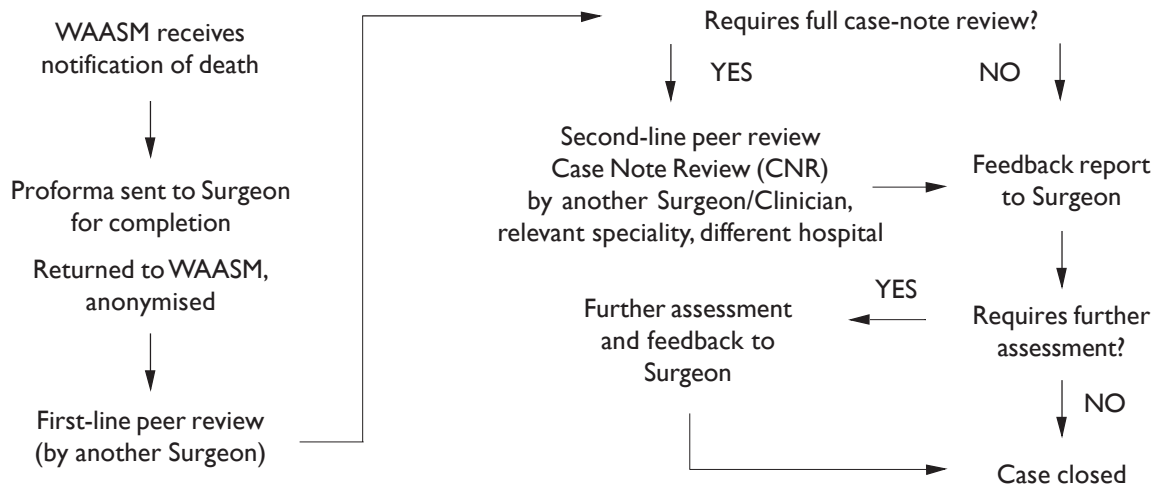 WAASM receives
notification of death
Proforma sent to Surgeon
for completion
Returned to WAASM,
anonymised
First-line peer review
(by another Surgeon)
Requires full case-note review?
YES
NO
Second-line peer review
Case Note Review (CNR)
by another Surgeon/Clinician,
relevant speciality, different hospital
Feedback report
to Surgeon
YES
Further assessment
and feedback to
Surgeon
Requires further
assessment?
NO
Case closed